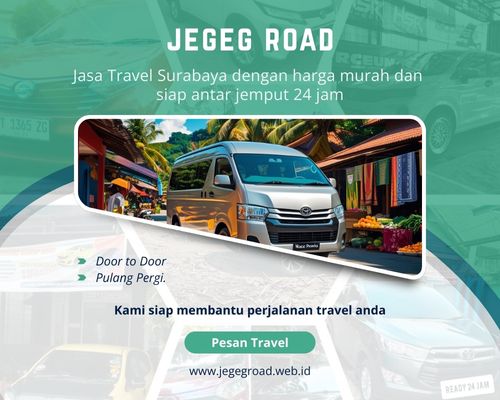 JEGEG ROAD
Jasa Travel Surabaya dengan harga murah dan
siap antar jemput 24 jam
Door to Door
Pulang Pergi.
Kami siap membantu perjalanan travel anda
Pesan Travel
www.jegegroad.web.id
READY 24 JAM